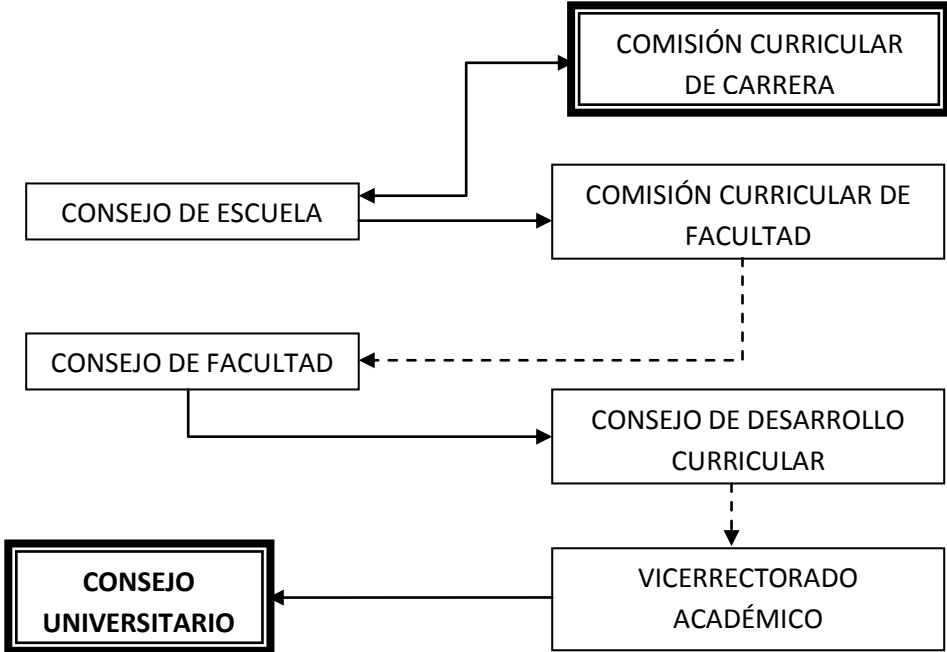 COMISIÓN CURRICULAR
DE CARRERA
CONSEJO DE ESCUELA
COMISIÓN CURRICULAR DE
FACULTAD
CONSEJO DE FACULTAD
CONSEJO DE DESARROLLO
CURRICULAR
CONSEJO
UNIVERSITARIO
VICERRECTORADO
ACADÉMICO